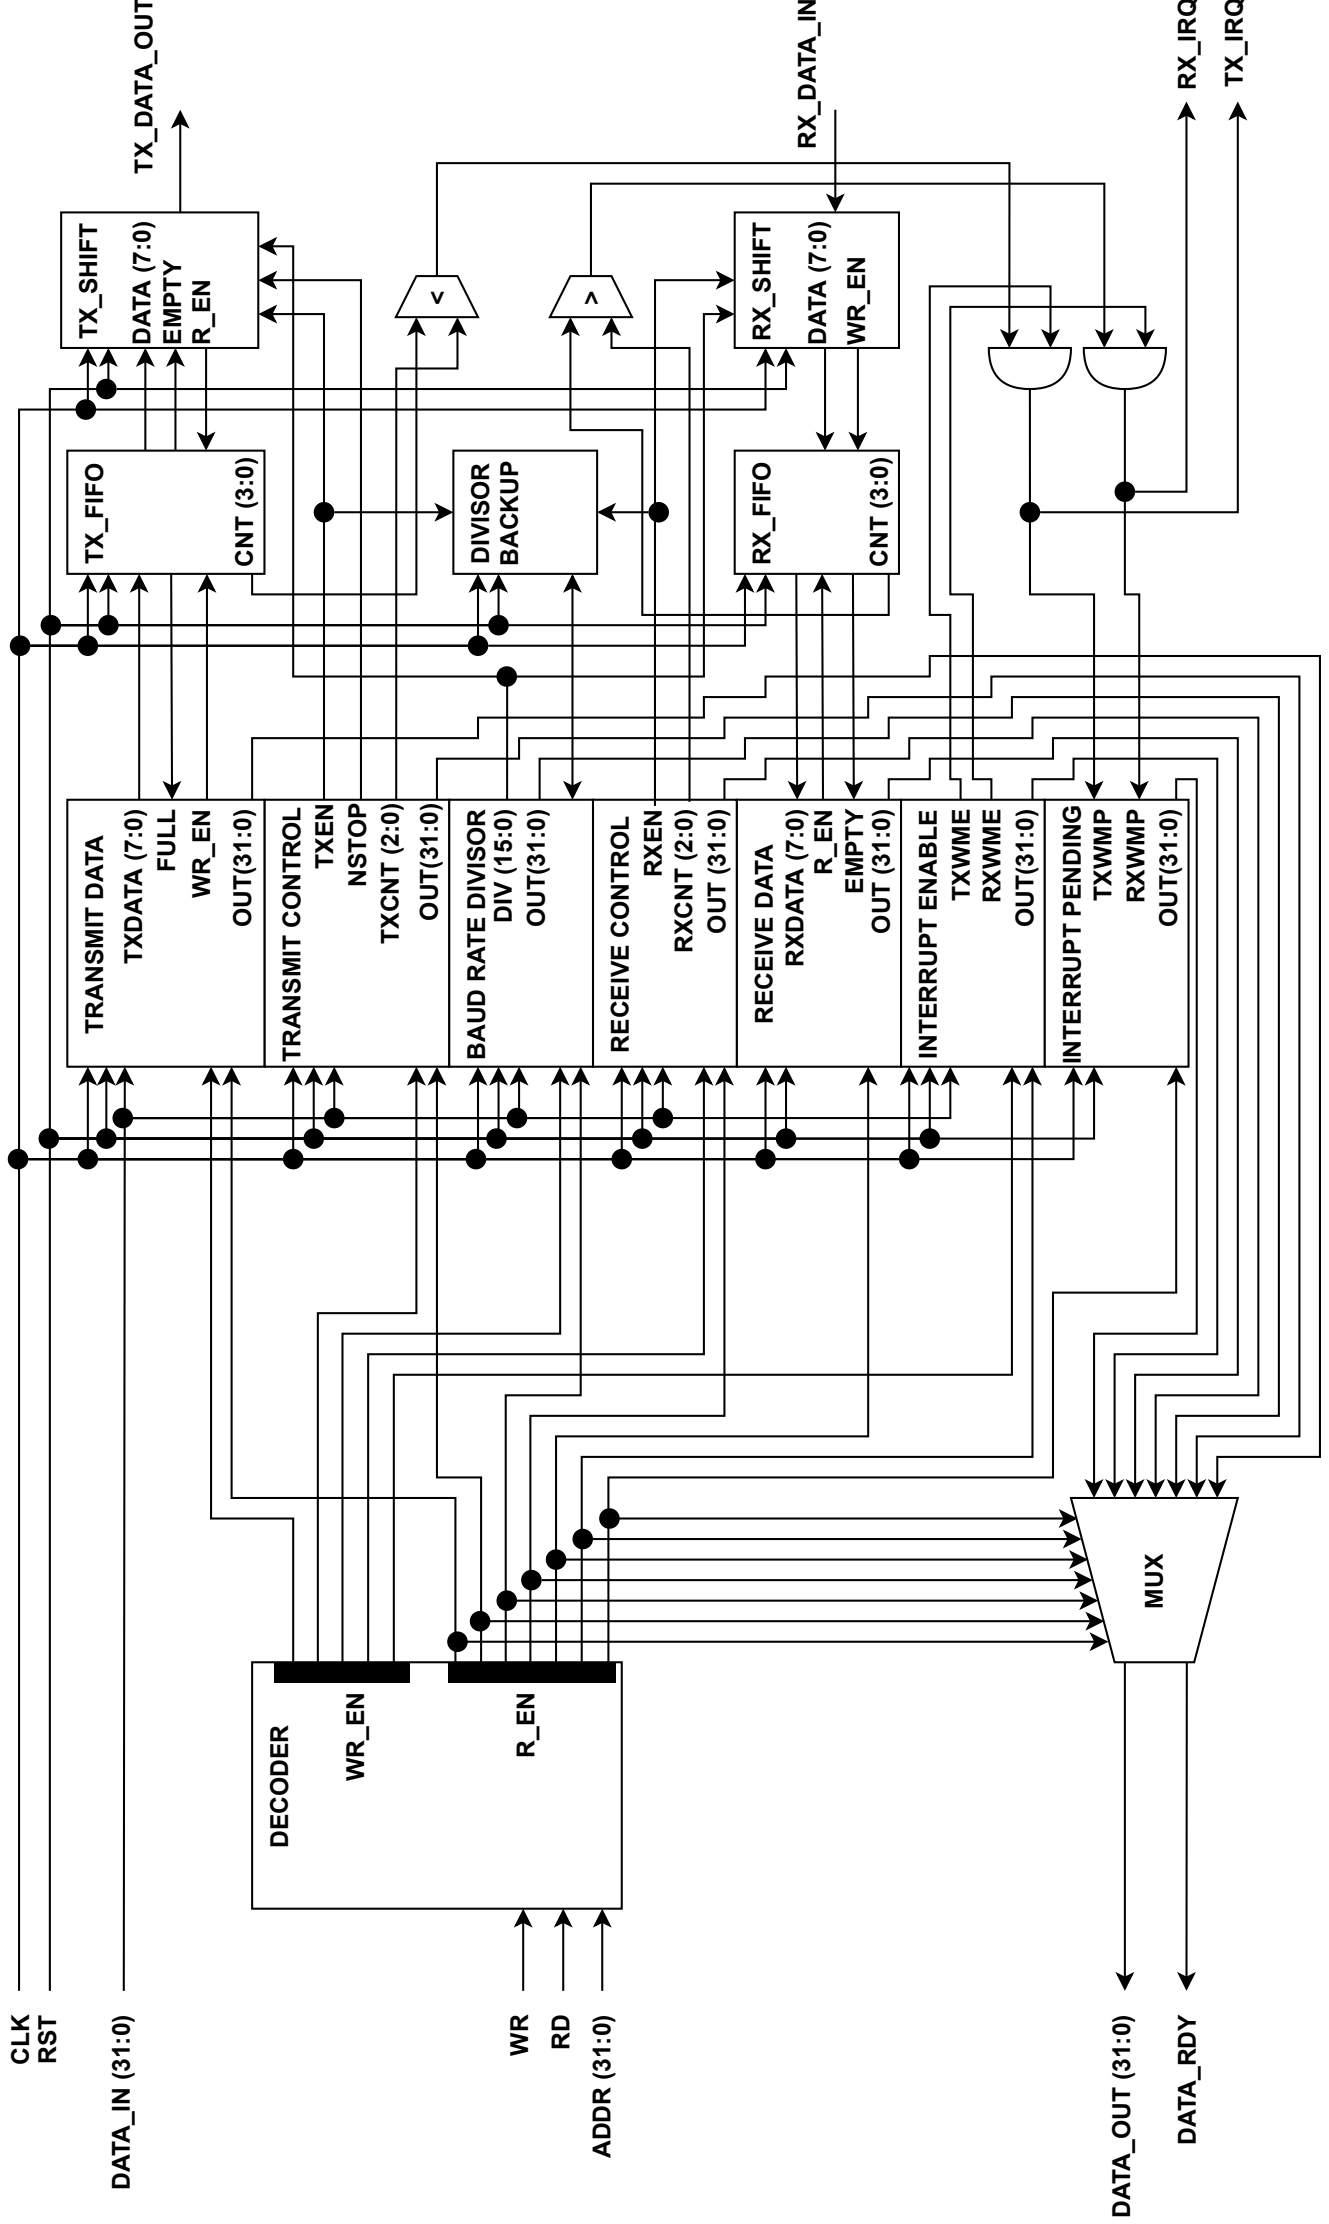 CLK
RST
DATA_IN (31:0)
WR
RD
ADDR (31:0)
DATA_OUT (31:0)
DATA_RDY
DECODER
WR_EN
R_EN
MUX
TRANSMIT DATA
TXDATA (7:0)
FULL
WR_EN
OUT(31:0)
TRANSMIT CONTROL
TXEN
NSTOP
TXCNT (2:0)
OUT(31:0)
BAUD RATE DIVISOR
DIV (15:0)
OUT(31:0)
RECEIVE CONTROL
RXEN
RXCNT (2:0)
OUT (31:0)
RECEIVE DATA
RXDATA (7:0)
R_EN
EMPTY
OUT (31:0)
INTERRUPT ENABLE
TXWME
RXWME
OUT(31:0)
INTERRUPT PENDING
TXWMP
RXWMP
OUT(31:0)
TX_FIFO
CNT (3:0)
DIVISOR
BACKUP
RX_FIFO
CNT (3:0)
TX_SHIFT
DATA (7:0)
EMPTY
R_EN
<
>
RX_SHIFT
DATA (7:0)
WR_EN
TX_DATA_OUT
RX_DATA_IN
RX_IRQ
TX_IRQ